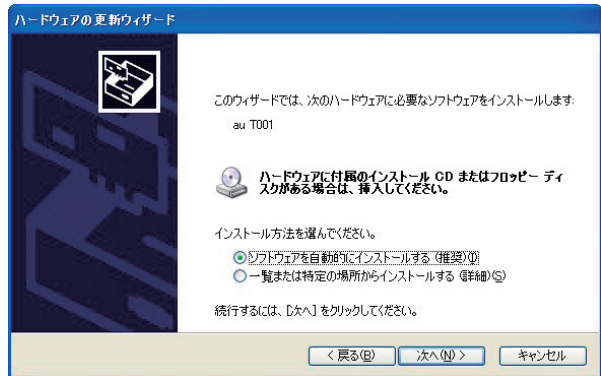 ハードウェアの更新ウィザード
このウィザードでは、次のハードウェアに必要なソフトウェアをインストールします:
au T001
ハードウェアに付属のインストール CD またはフロッピー ディ
スクがある場合は、挿入してください。
インストール方法を選んでください。
ソフトウェアを自動的にインストールする (推奨)(I)
一覧または特定の場所からインストールする (詳細)(S)
続行するには、[次へ] をクリックしてください。
< 戻る(B) 次へ(N) > キャンセル